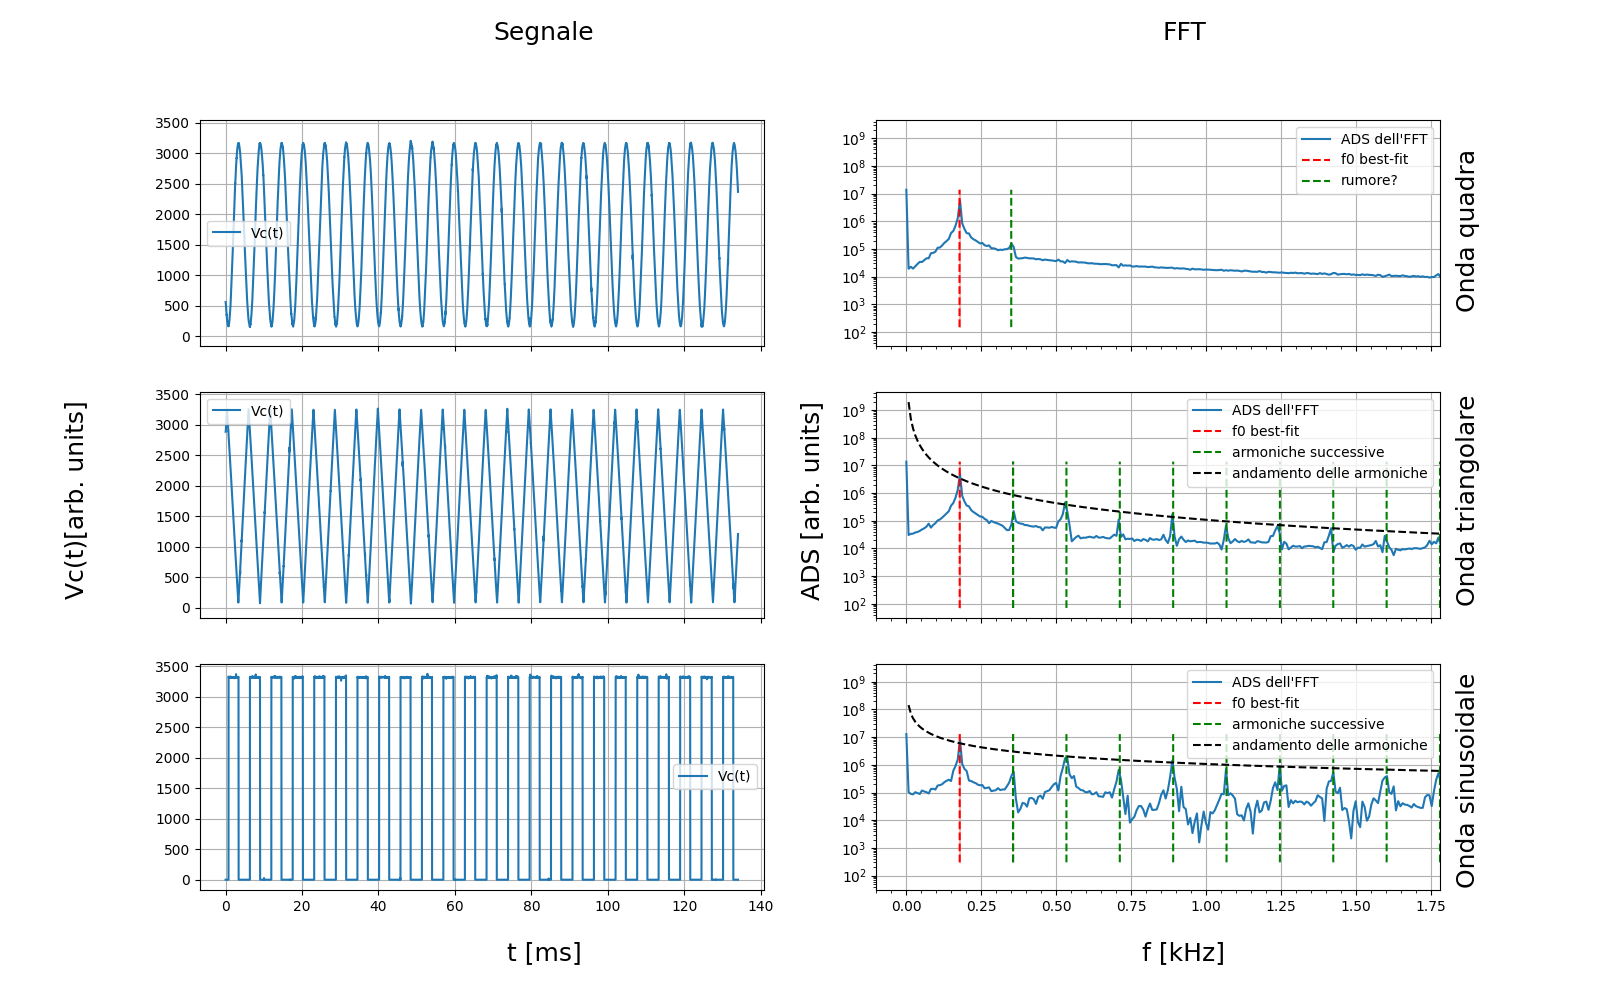 Segnale
FFT
3500
3000
2500
2000
1500
1000
500
0
Vc(t)
10⁹
10⁸
10⁷
10⁶
10⁵
10⁴
10³
10²
ADS dell'FFT
f0 best-fit
rumore?
Onda quadra
Vc(t)[arb. units]
3500
3000
2500
2000
1500
1000
500
0
Vc(t)
ADS [arb. units]
10⁹
10⁸
10⁷
10⁶
10⁵
10⁴
10³
10²
ADS dell'FFT
f0 best-fit
armoniche successive
andamento delle armoniche
Onda triangolare
3500
3000
2500
2000
1500
1000
500
0
Vc(t)
0 20 40 60 80 100 120 140
t [ms]
10⁹
10⁸
10⁷
10⁶
10⁵
10⁴
10³
10²
ADS dell'FFT
f0 best-fit
armoniche successive
andamento delle armoniche
Onda sinusoidale
0.00 0.25 0.50 0.75 1.00 1.25 1.50 1.75
f [kHz]